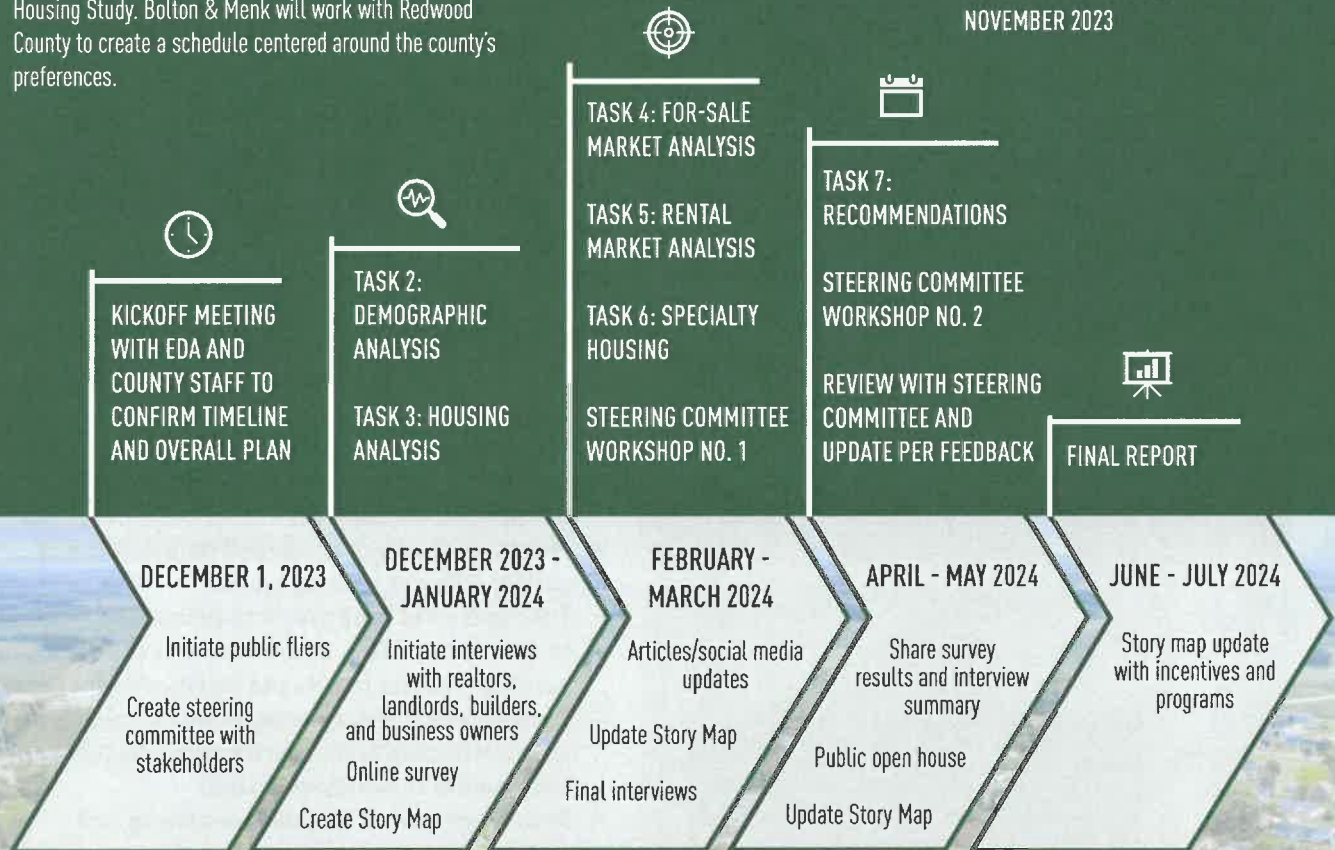 Housing Study. Bolton & Menk will work with Redwood
County to create a schedule centered around the county's
preferences.
NOVEMBER 2023
KICKOFF MEETING
WITH EDA AND
COUNTY STAFF TO
CONFIRM TIMELINE
AND OVERALL PLAN
TASK 2:
DEMOGRAPHIC
ANALYSIS
TASK 3: HOUSING
ANALYSIS
TASK 4: FOR-SALE
MARKET ANALYSIS
TASK 5: RENTAL
MARKET ANALYSIS
TASK 6: SPECIALTY
HOUSING
STEERING COMMITTEE
WORKSHOP NO. 1
TASK 7:
RECOMMENDATIONS
STEERING COMMITTEE
WORKSHOP NO. 2
REVIEW WITH STEERING
COMMITTEE AND
UPDATE PER FEEDBACK
FINAL REPORT
DECEMBER 1, 2023
Initiate public fliers
Create steering
committee with
stakeholders
DECEMBER 2023 -
JANUARY 2024
Initiate interviews
with realtors,
landlords, builders,
and business owners
Online survey
Create Story Map
FEBRUARY -
MARCH 2024
Articles/social media
updates
Update Story Map
Final interviews
APRIL - MAY 2024
Share survey
results and interview
summary
Public open house
Update Story Map
JUNE - JULY 2024
Story map update
with incentives and
programs